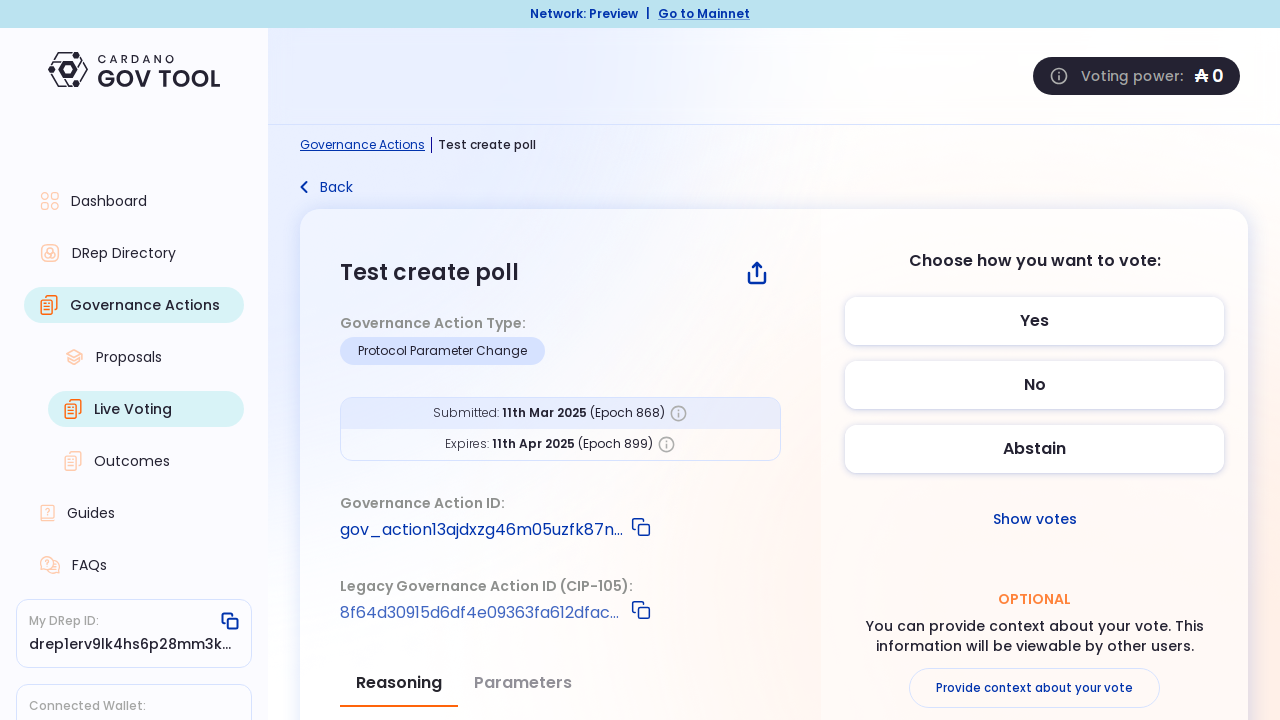 Network: Preview | Go to Mainnet
CARDANO
GOV TOOL
Voting power: ₳ 0
Governance Actions | Test create poll
Back
Dashboard
DRep Directory
Governance Actions
Proposals
Live Voting
Outcomes
Guides
FAQs
My DRep ID:
drep1erv9lk4hs6p28mm3k...
Connected Wallet:
Test create poll
Governance Action Type:
Protocol Parameter Change
Submitted: 11th Mar 2025 (Epoch 868)
Expires: 11th Apr 2025 (Epoch 899)
Governance Action ID:
gov_action13ajdxzg46m05uzfk87n...
Legacy Governance Action ID (CIP-105):
8f64d30915d6df4e09363fa612dfac...
Reasoning
Parameters
Choose how you want to vote:
Yes
No
Abstain
Show votes
OPTIONAL
You can provide context about your vote. This
information will be viewable by other users.
Provide context about your vote